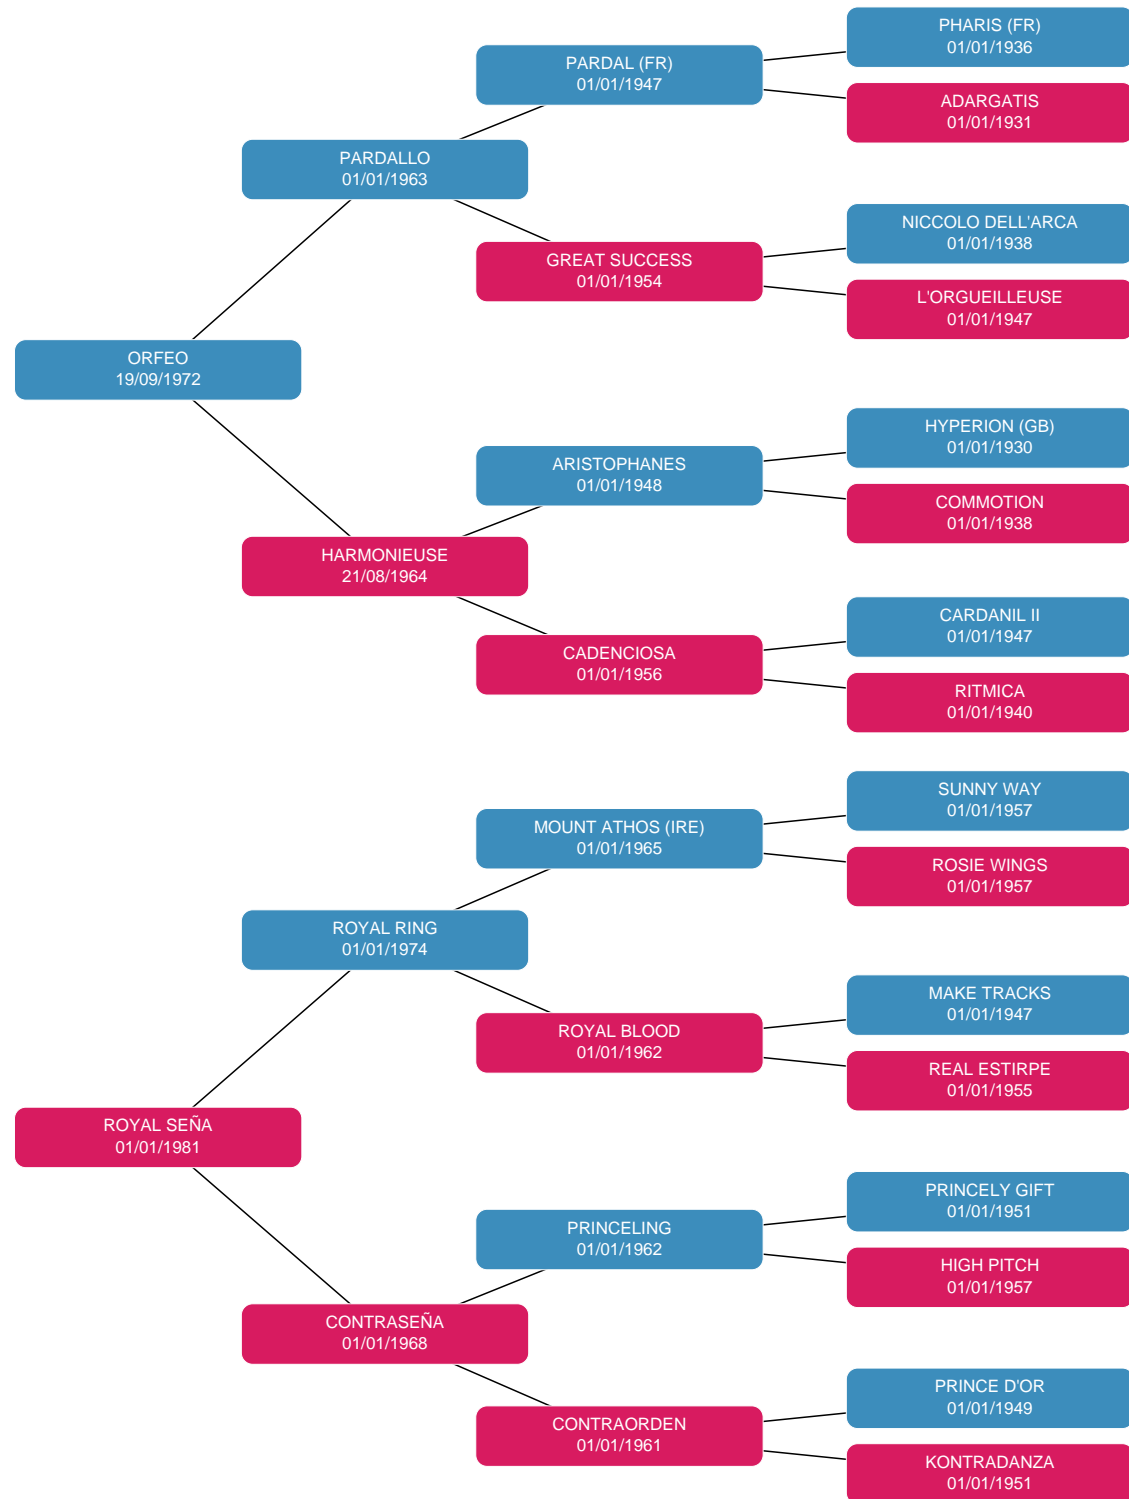 PHARIS (FR)
01/01/1936
PARDAL (FR)
01/01/1947
ADARGATIS
01/01/1931
PARDALLO
01/01/1963
NICCOLO DELL'ARCA
01/01/1938
GREAT SUCCESS
01/01/1954
L'ORGUEILLEUSE
01/01/1947
ORFEO
19/09/1972
HYPERION (GB)
01/01/1930
ARISTOPHANES
01/01/1948
COMMOTION
01/01/1938
HARMONIEUSE
21/08/1964
CARDANIL II
01/01/1947
CADENCIOSA
01/01/1956
RITMICA
01/01/1940
SUNNY WAY
01/01/1957
MOUNT ATHOS (IRE)
01/01/1965
ROSIE WINGS
01/01/1957
ROYAL RING
01/01/1974
MAKE TRACKS
01/01/1947
ROYAL BLOOD
01/01/1962
REAL ESTIRPE
01/01/1955
ROYAL SEÑA
01/01/1981
PRINCELY GIFT
01/01/1951
PRINCELING
01/01/1962
HIGH PITCH
01/01/1957
CONTRASEÑA
01/01/1968
PRINCE D'OR
01/01/1949
CONTRAORDEN
01/01/1961
KONTRADANZA
01/01/1951